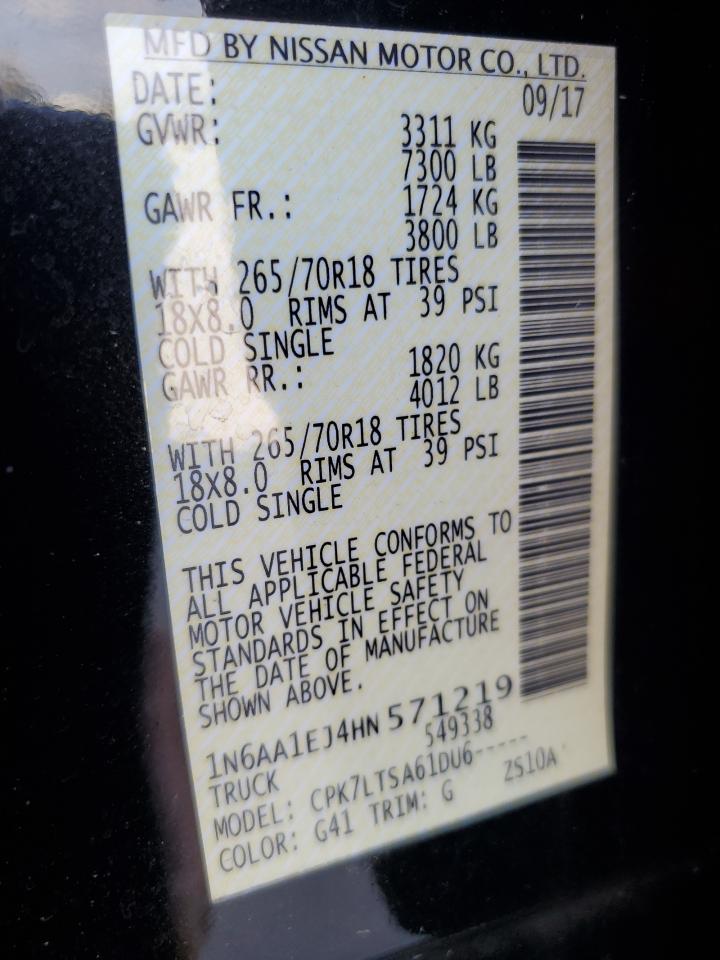 MFD BY NISSAN MOTOR CO., LTD.
DATE: 09/17
GVWR: 3311 KG
7300 LB
GAWR FR.: 1724 KG
3800 LB
WITH 265/70R18 TIRES
18X8.0 RIMS AT 39 PSI
COLD SINGLE
GAWR RR.: 1820 KG
4012 LB
WITH 265/70R18 TIRES
18X8.0 RIMS AT 39 PSI
COLD SINGLE
THIS VEHICLE CONFORMS TO
ALL APPLICABLE FEDERAL
MOTOR VEHICLE SAFETY
STANDARDS IN EFFECT ON
THE DATE OF MANUFACTURE
SHOWN ABOVE.
1N6AA1EJ4HN571219
TRUCK 549338
MODEL: CPK7LTSA61DU6-----
COLOR: G41 TRIM: G ZS10A